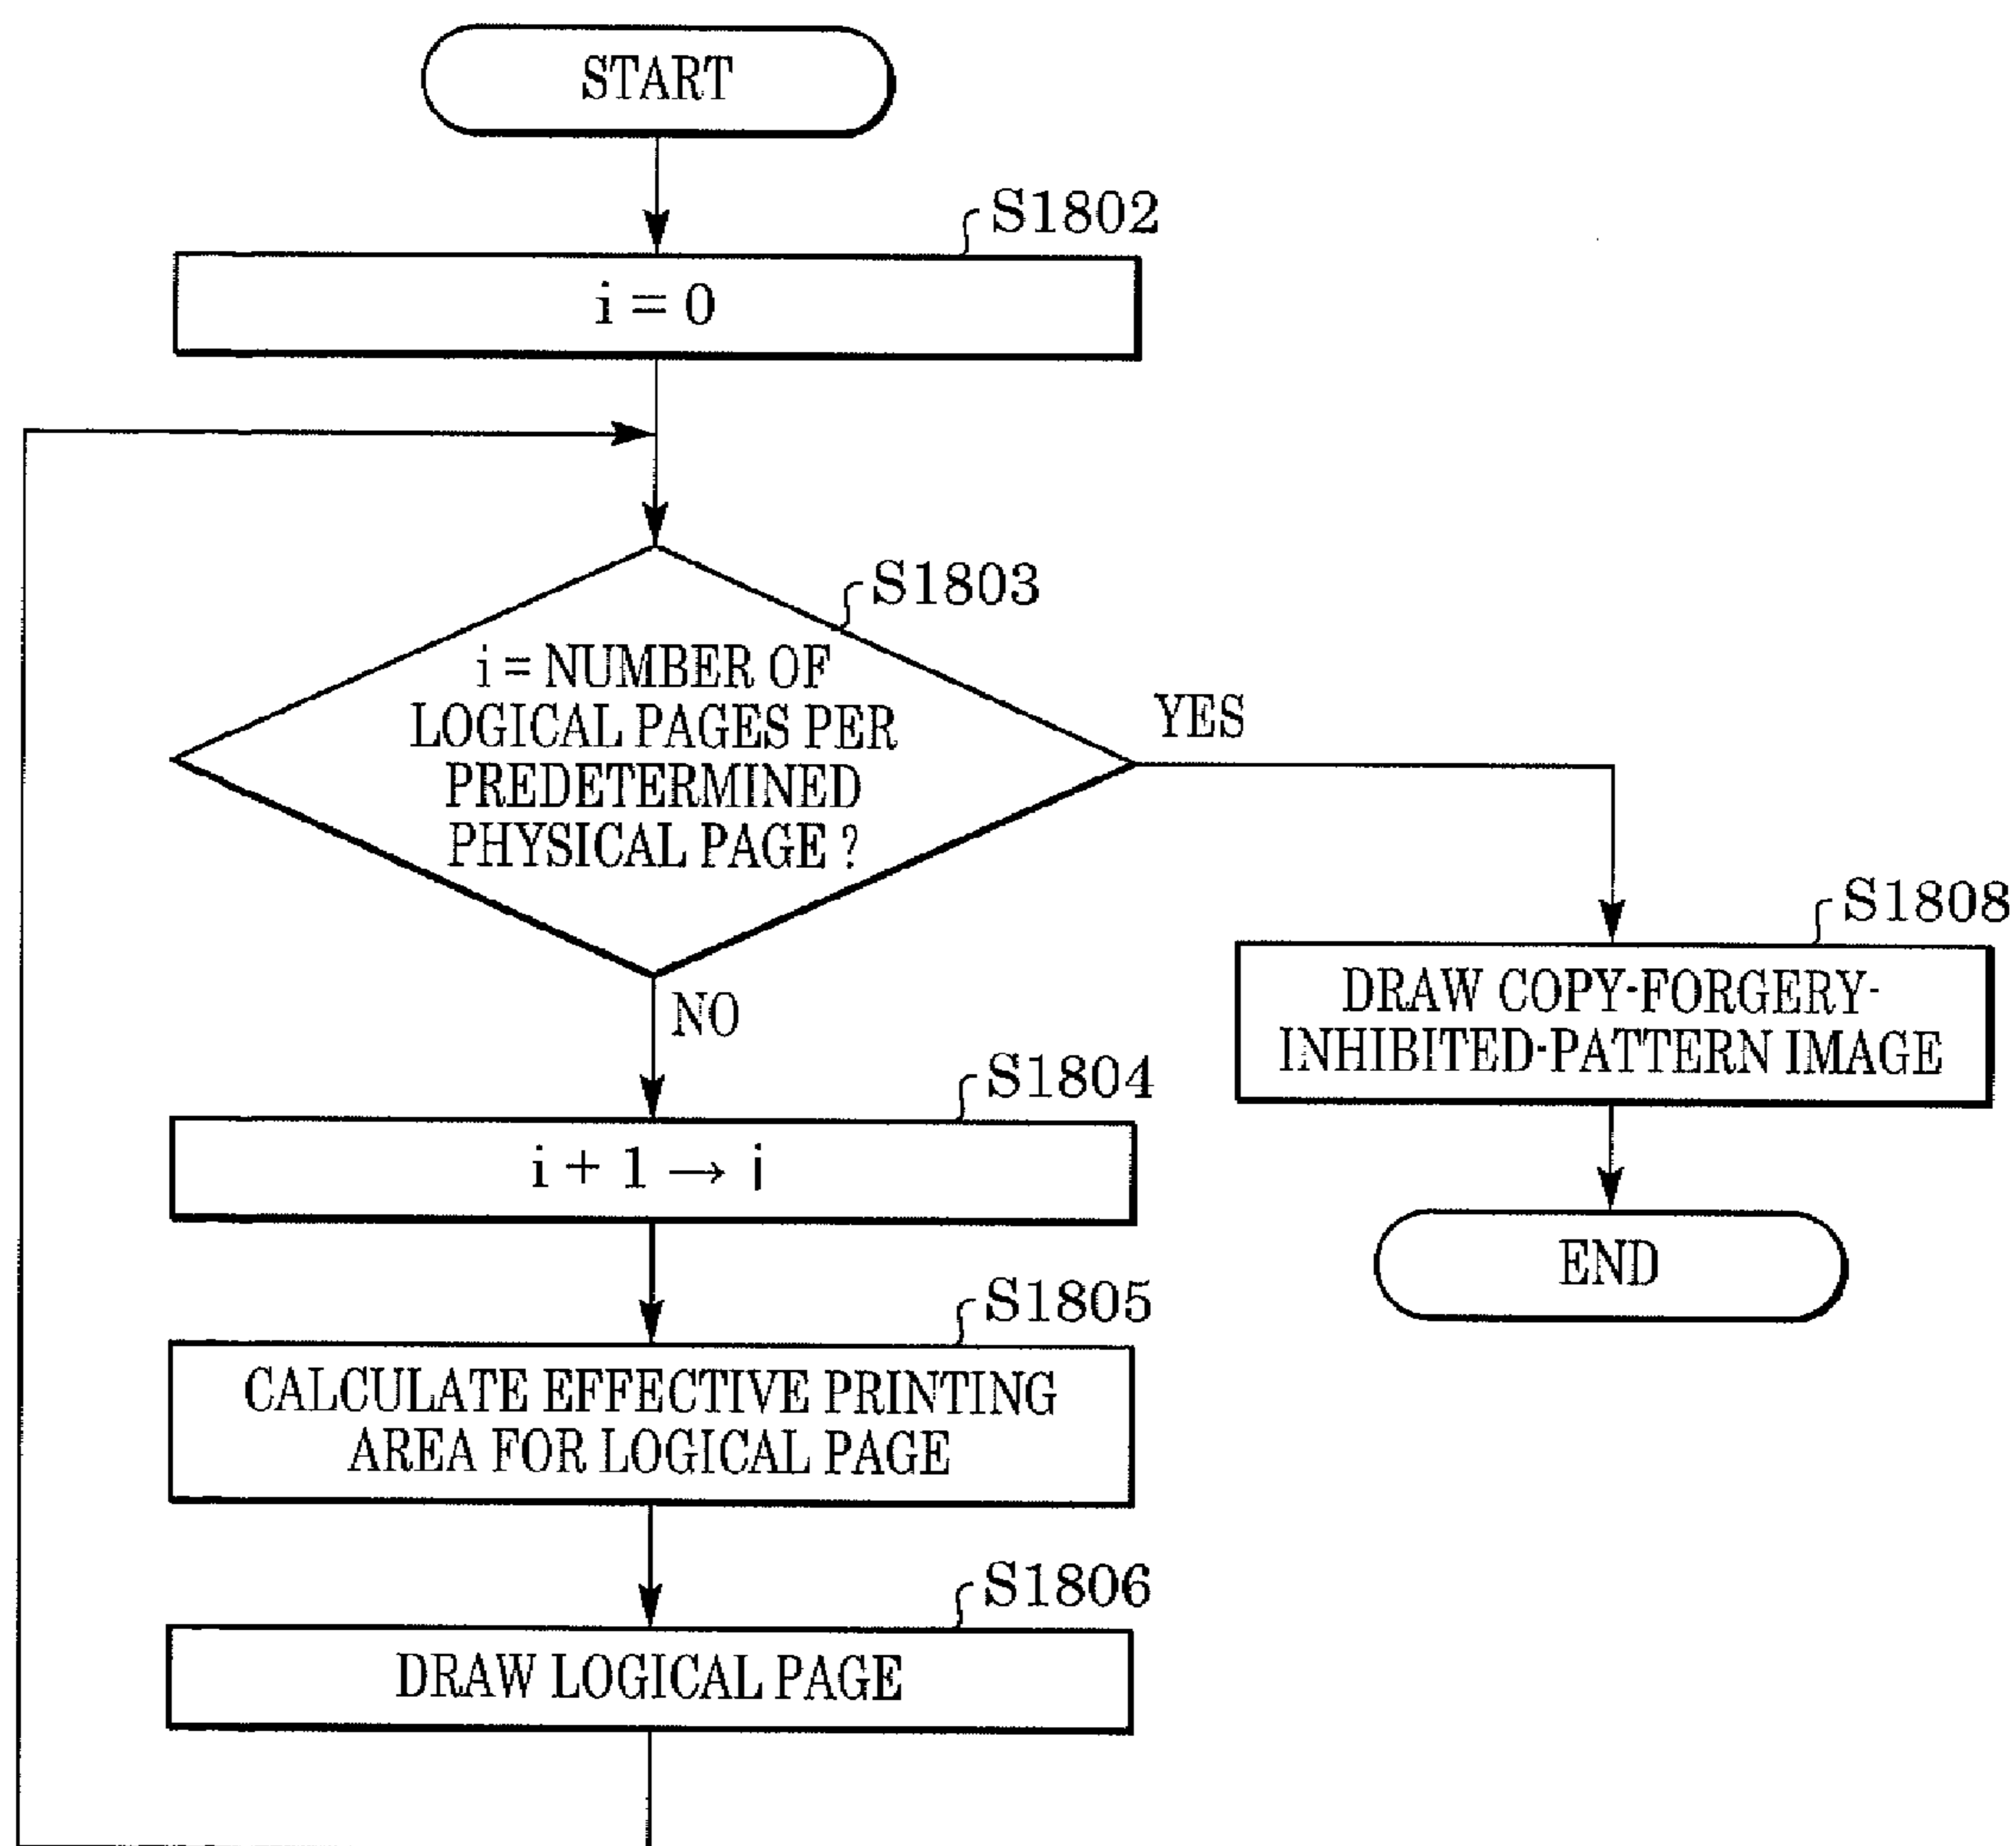 START
S1802
i = 0
S1803
i = NUMBER OF
LOGICAL PAGES PER
PREDETERMINED
PHYSICAL PAGE ?
YES
NO
S1804
i + 1 → i
S1805
CALCULATE EFFECTIVE PRINTING
AREA FOR LOGICAL PAGE
S1806
DRAW LOGICAL PAGE
S1808
DRAW COPY-FORGERY-
INHIBITED-PATTERN IMAGE
END